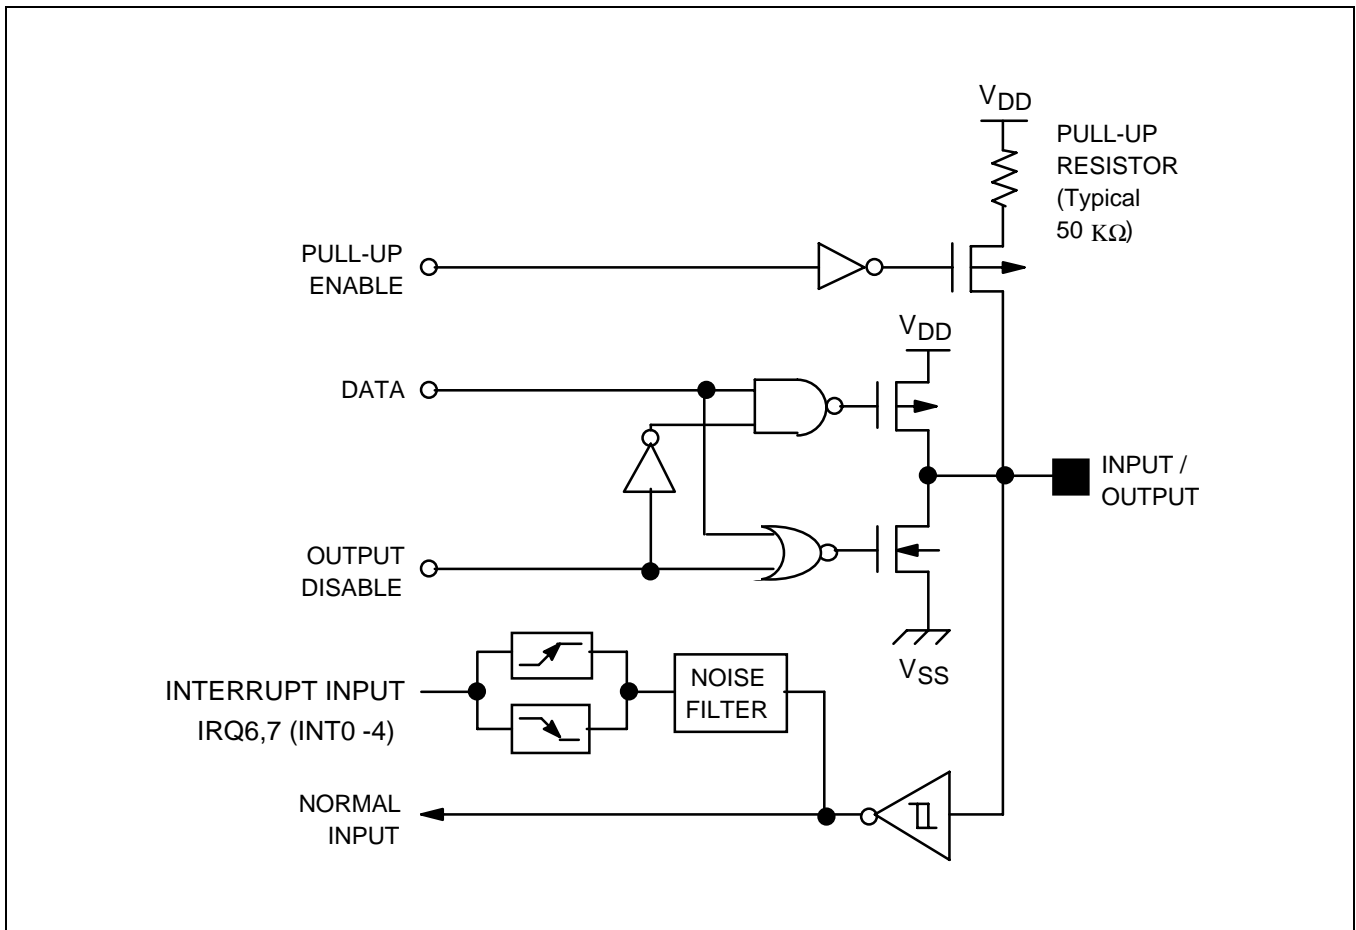 VDD
PULL-UP
RESISTOR
(Typical
50 KΩ)
PULL-UP
ENABLE
VDD
DATA
INPUT /
OUTPUT
OUTPUT
DISABLE
VSS
INTERRUPT INPUT
IRQ6,7 (INT0 -4)
NOISE
FILTER
NORMAL
INPUT